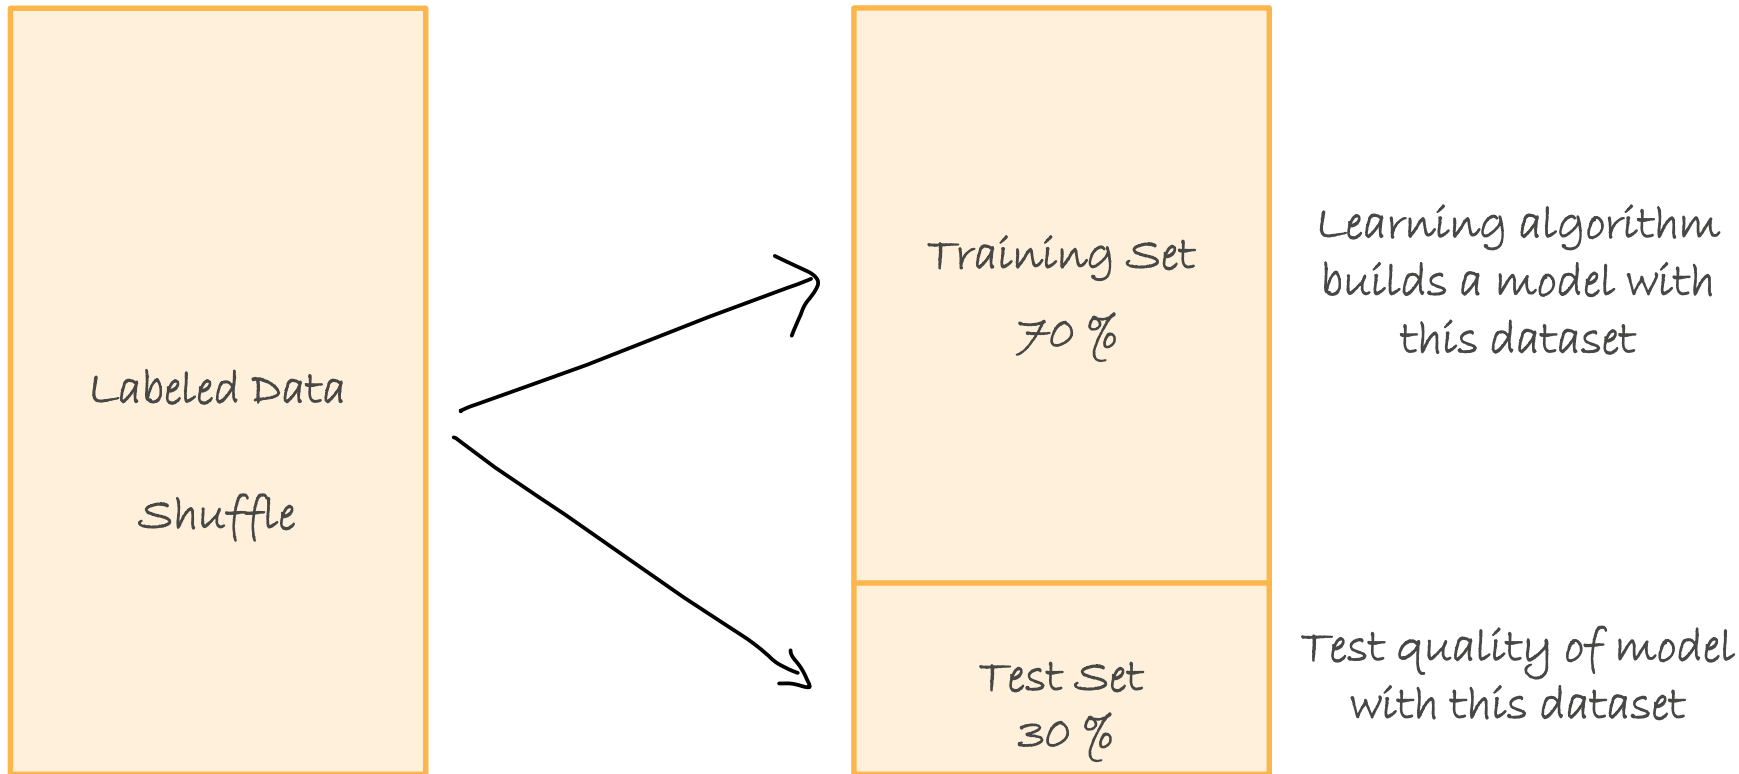 Labeled Data
Shuffle
Training Set
70 %
Learning algorithm
builds a model with
this dataset
Test Set
30 %
Test quality of model
with this dataset